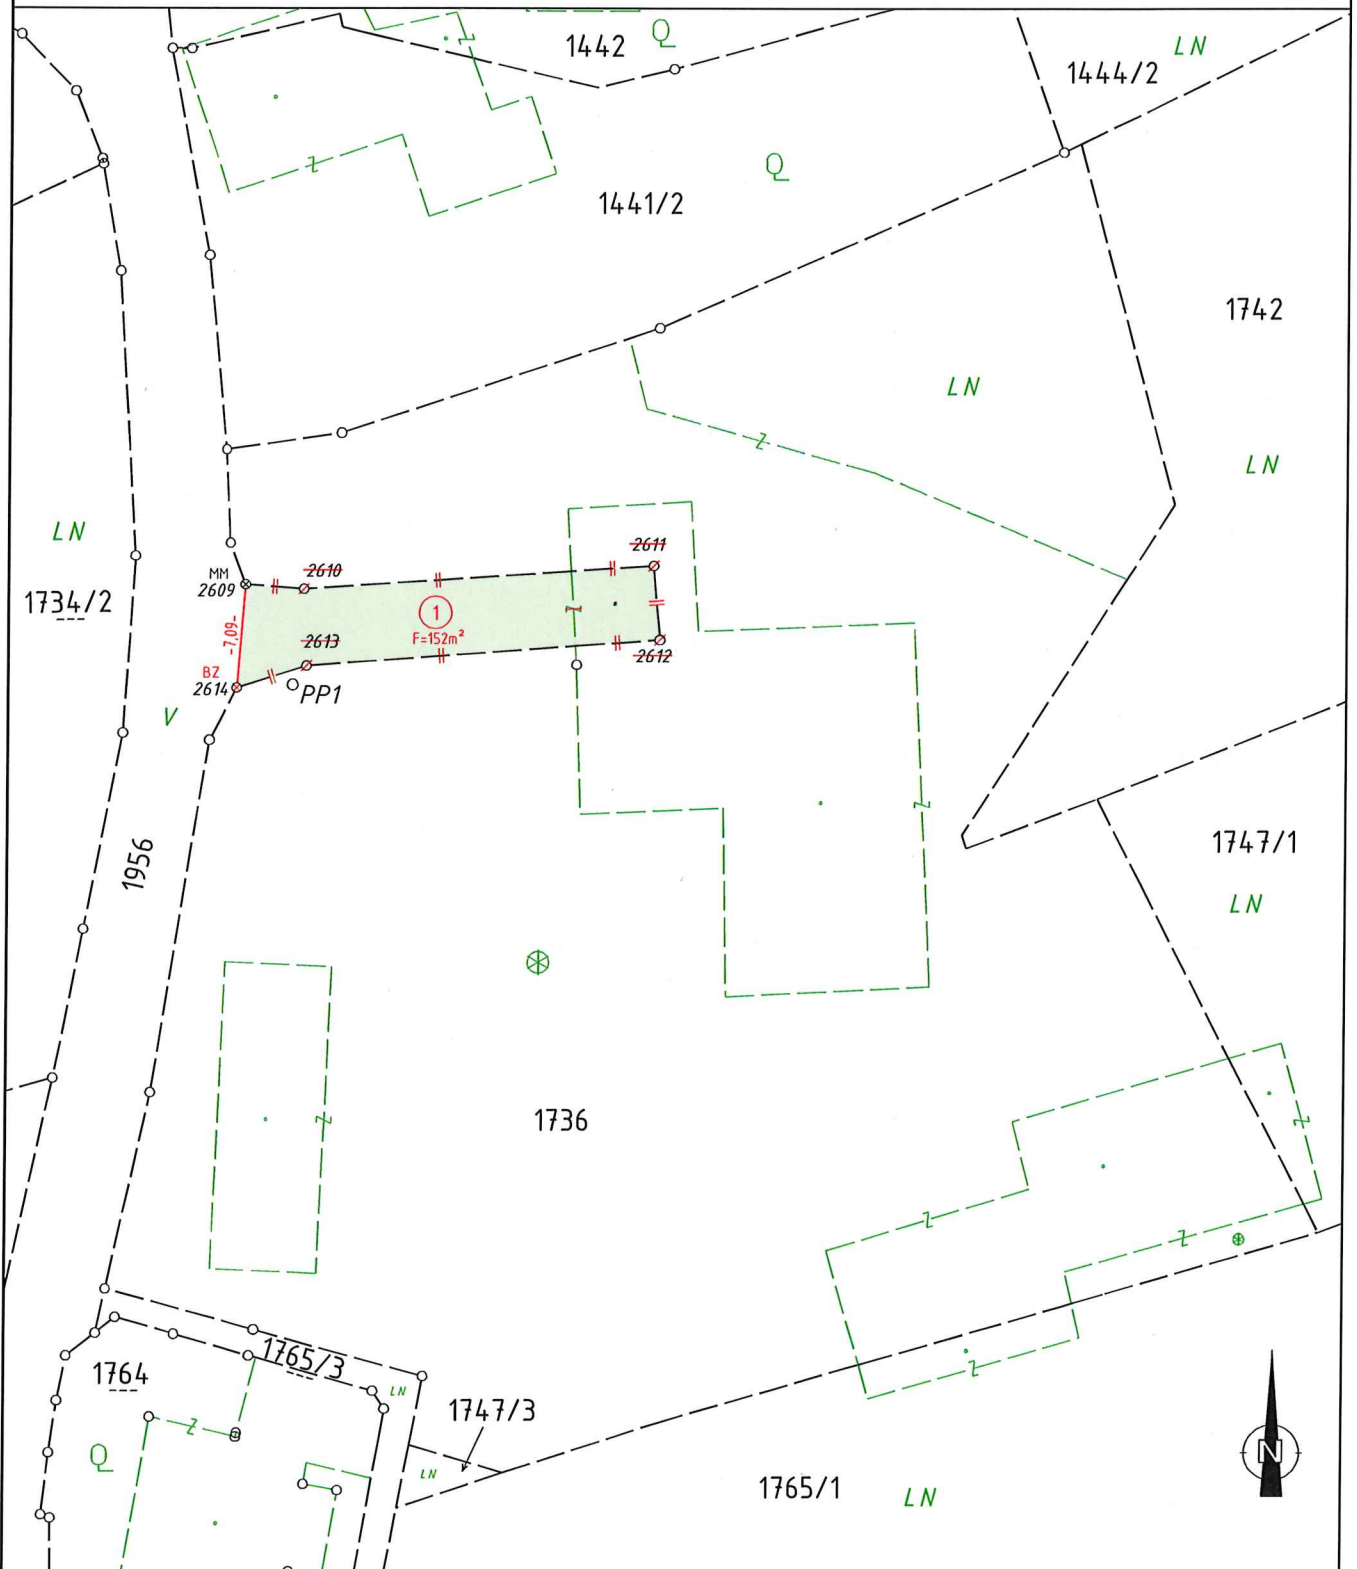 1442
Q
LN
1444/2
Q
1441/2
1742
LN
LN
LN
1734/2
MM
2609
2610
2611
1
F=152m²
-7,09-
2613
2612
BZ
2614
PP1
V
1956
1747/1
LN
1736
1765/3
1764
LN
1747/3
Q
LN
1765/1
LN
N